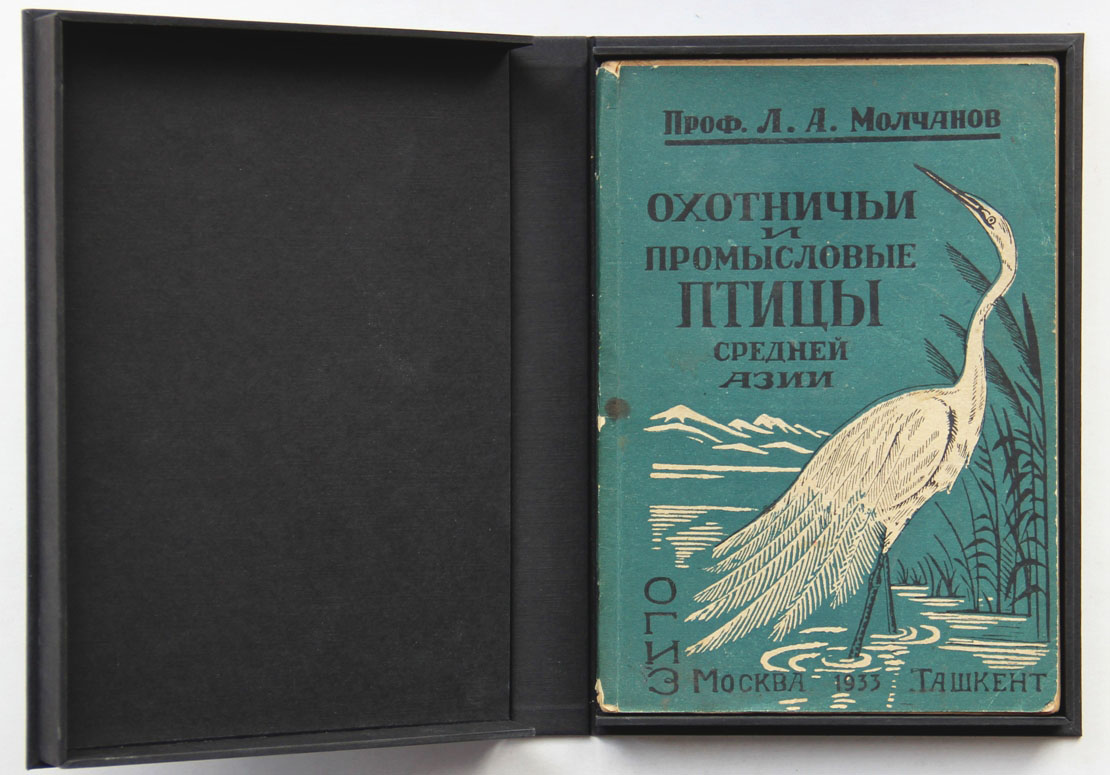 Проф. Л. А. Молчанов
ОХОТНИЧЬИ
И
ПРОМЫСЛОВЫЕ
ПТИЦЫ
СРЕДНЕЙ
АЗИИ
ОГИЗ
МОСКВА 1933 ТАШКЕНТ